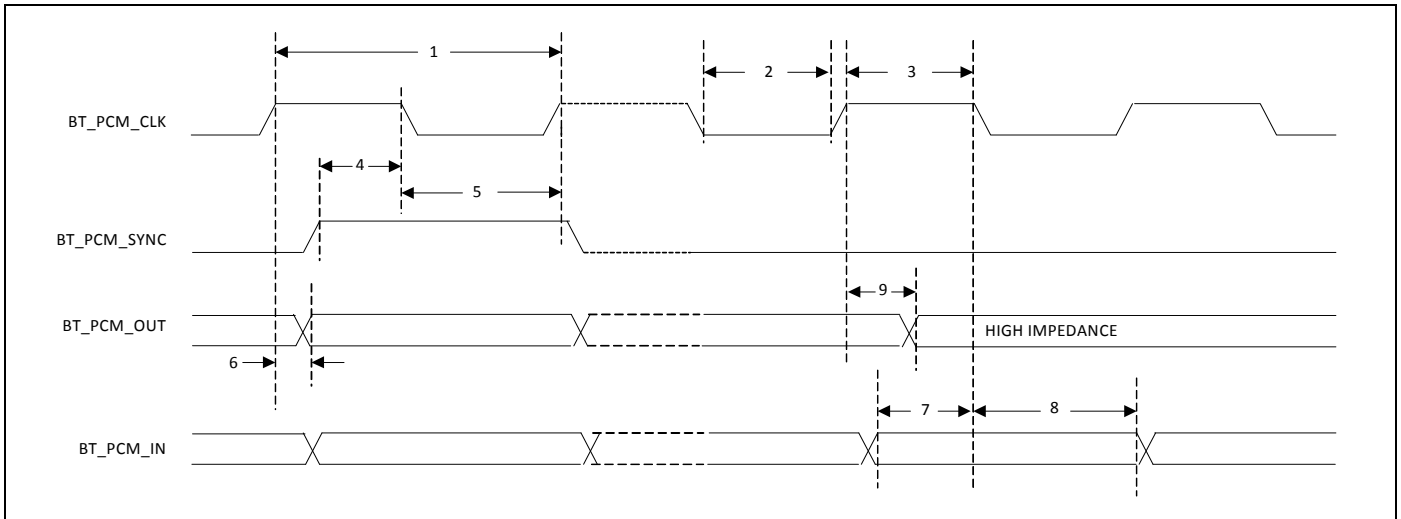 1
2
3
BT_PCM_CLK
4
5
BT_PCM_SYNC
9
BT_PCM_OUT
HIGH IMPEDANCE
6
7
8
BT_PCM_IN